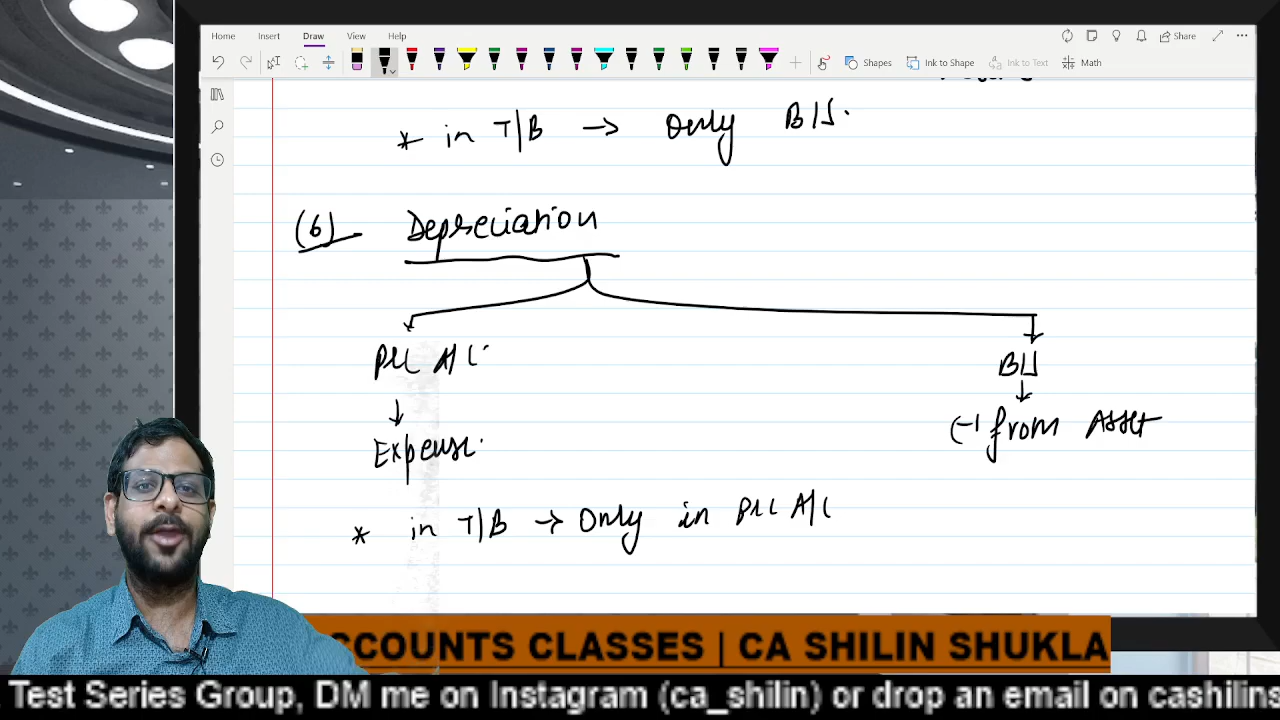 Home Insert Draw View Help
Share
Shapes Ink to Shape Ink to Text Math
* in T/B → Only B/S.
(6) Depreciation
P&L A/c B/S
Expense. (-) from Asset
* in T/B → Only in P&L A/c
CCOUNTS CLASSES | CA SHILIN SHUKLA
Test Series Group, DM me on Instagram (ca_shilin) or drop an email on cashilins